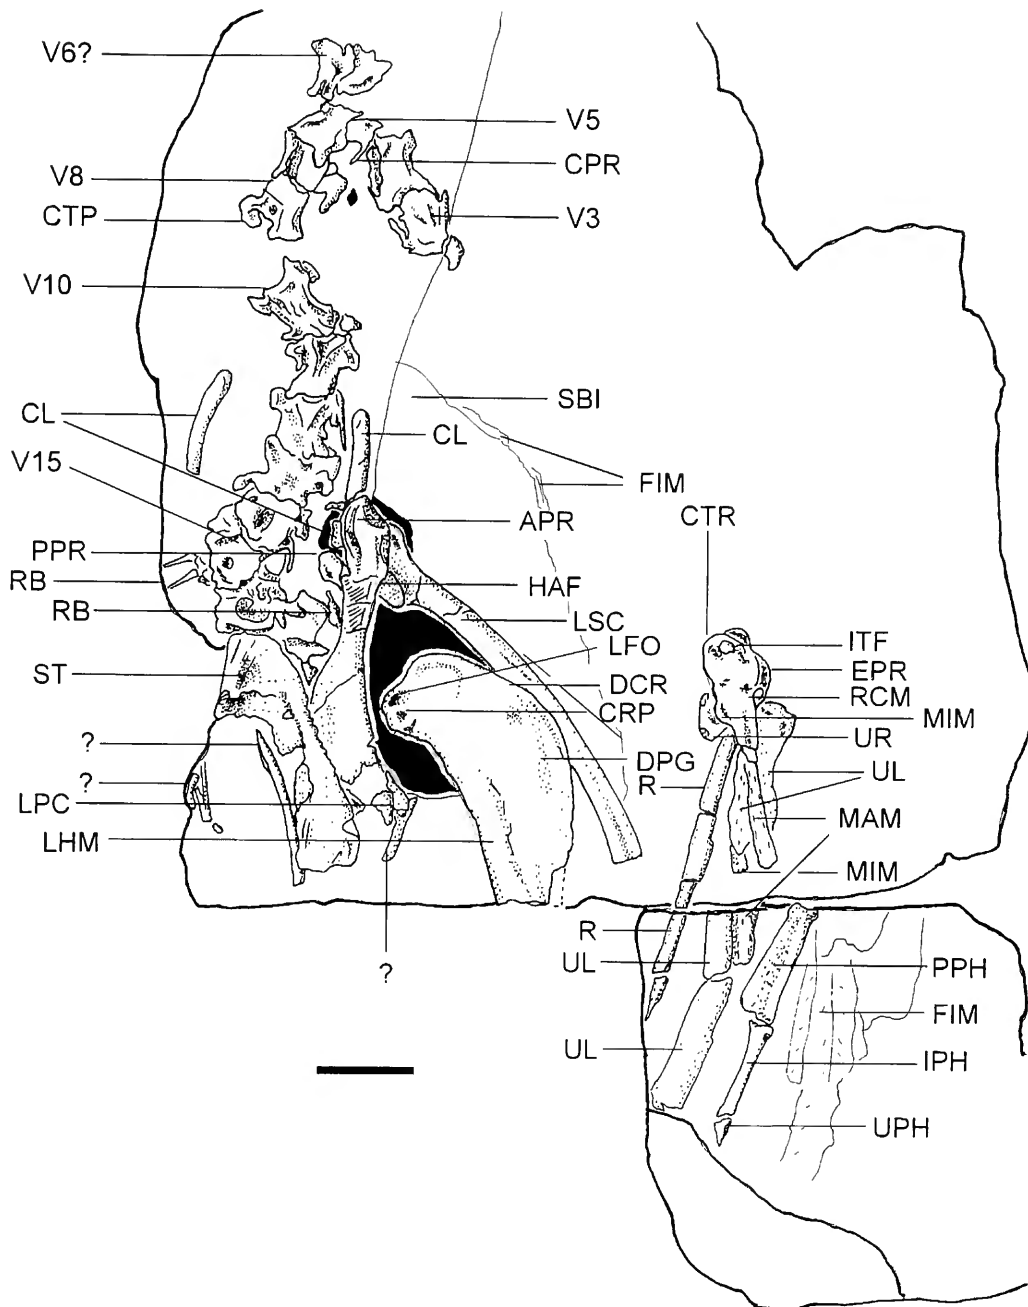 V6?
V5
CPR
V8
CTP
V3
V10
SBI
CL
CL
V15
FIM
APR
CTR
PPR
RB
HAF
RB
LSC
LFO
ITF
EPR
ST
DCR
RCM
CRP
MIM
UR
?
DPG
UL
?
R
LPC
MAM
LHM
MIM
R
?
UL
PPH
FIM
UL
IPH
UPH